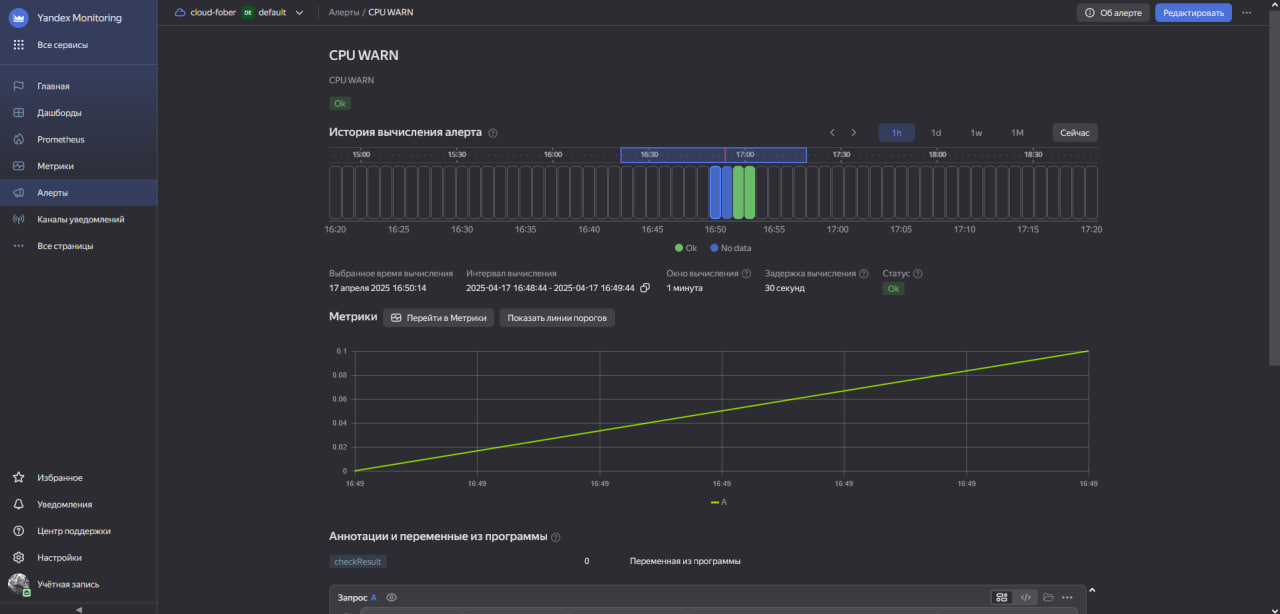 Yandex Monitoring
Все сервисы
Главная
Дашборды
Prometheus
Метрики
Алерты
Каналы уведомлений
Все страницы
Избранное
Уведомления
Центр поддержки
Настройки
Учётная запись
cloud-fober DE default
Алерты / CPU WARN
Об алерте
Редактировать
CPU WARN
CPU WARN
Ok
История вычисления алерта
1h 1d 1w 1M Сейчас
15:00 15:30 16:00 16:30 17:00 17:30 18:00 18:30
16:20 16:25 16:30 16:35 16:40 16:45 16:50 16:55 17:00 17:05 17:10 17:15 17:20
Ok No data
Выбранное время вычисления Интервал вычисления Окно вычисления Задержка вычисления Статус
17 апреля 2025 16:50:14 2025-04-17 16:48:44 - 2025-04-17 16:49:44 1 минута 30 секунд Ok
Метрики Перейти в Метрики Показать линии порогов
0.1
0.08
0.06
0.04
0.02
0
16:49 16:49 16:49 16:49 16:49 16:49 16:49
A
Аннотации и переменные из программы
checkResult 0 Переменная из программы
Запрос A